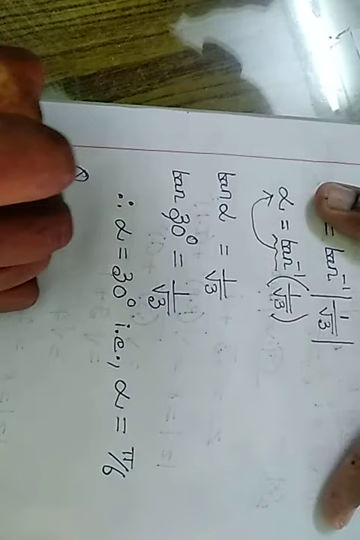 = tan⁻¹ |1/√3|
α = tan⁻¹ (1/√3)
tan α = 1/√3
tan 30° = 1/√3
∴ α = 30° i.e., α = π/6